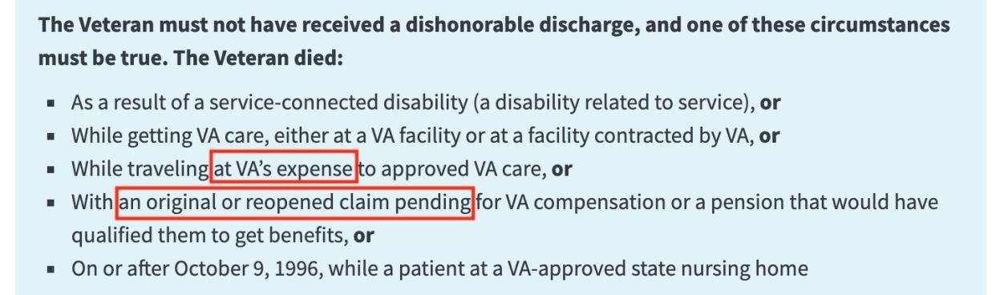 The Veteran must not have received a dishonorable discharge, and one of these circumstances
must be true. The Veteran died:
▪ As a result of a service-connected disability (a disability related to service), or
▪ While getting VA care, either at a VA facility or at a facility contracted by VA, or
▪ While traveling at VA’s expense to approved VA care, or
▪ With an original or reopened claim pending for VA compensation or a pension that would have
qualified them to get benefits, or
▪ On or after October 9, 1996, while a patient at a VA-approved state nursing home